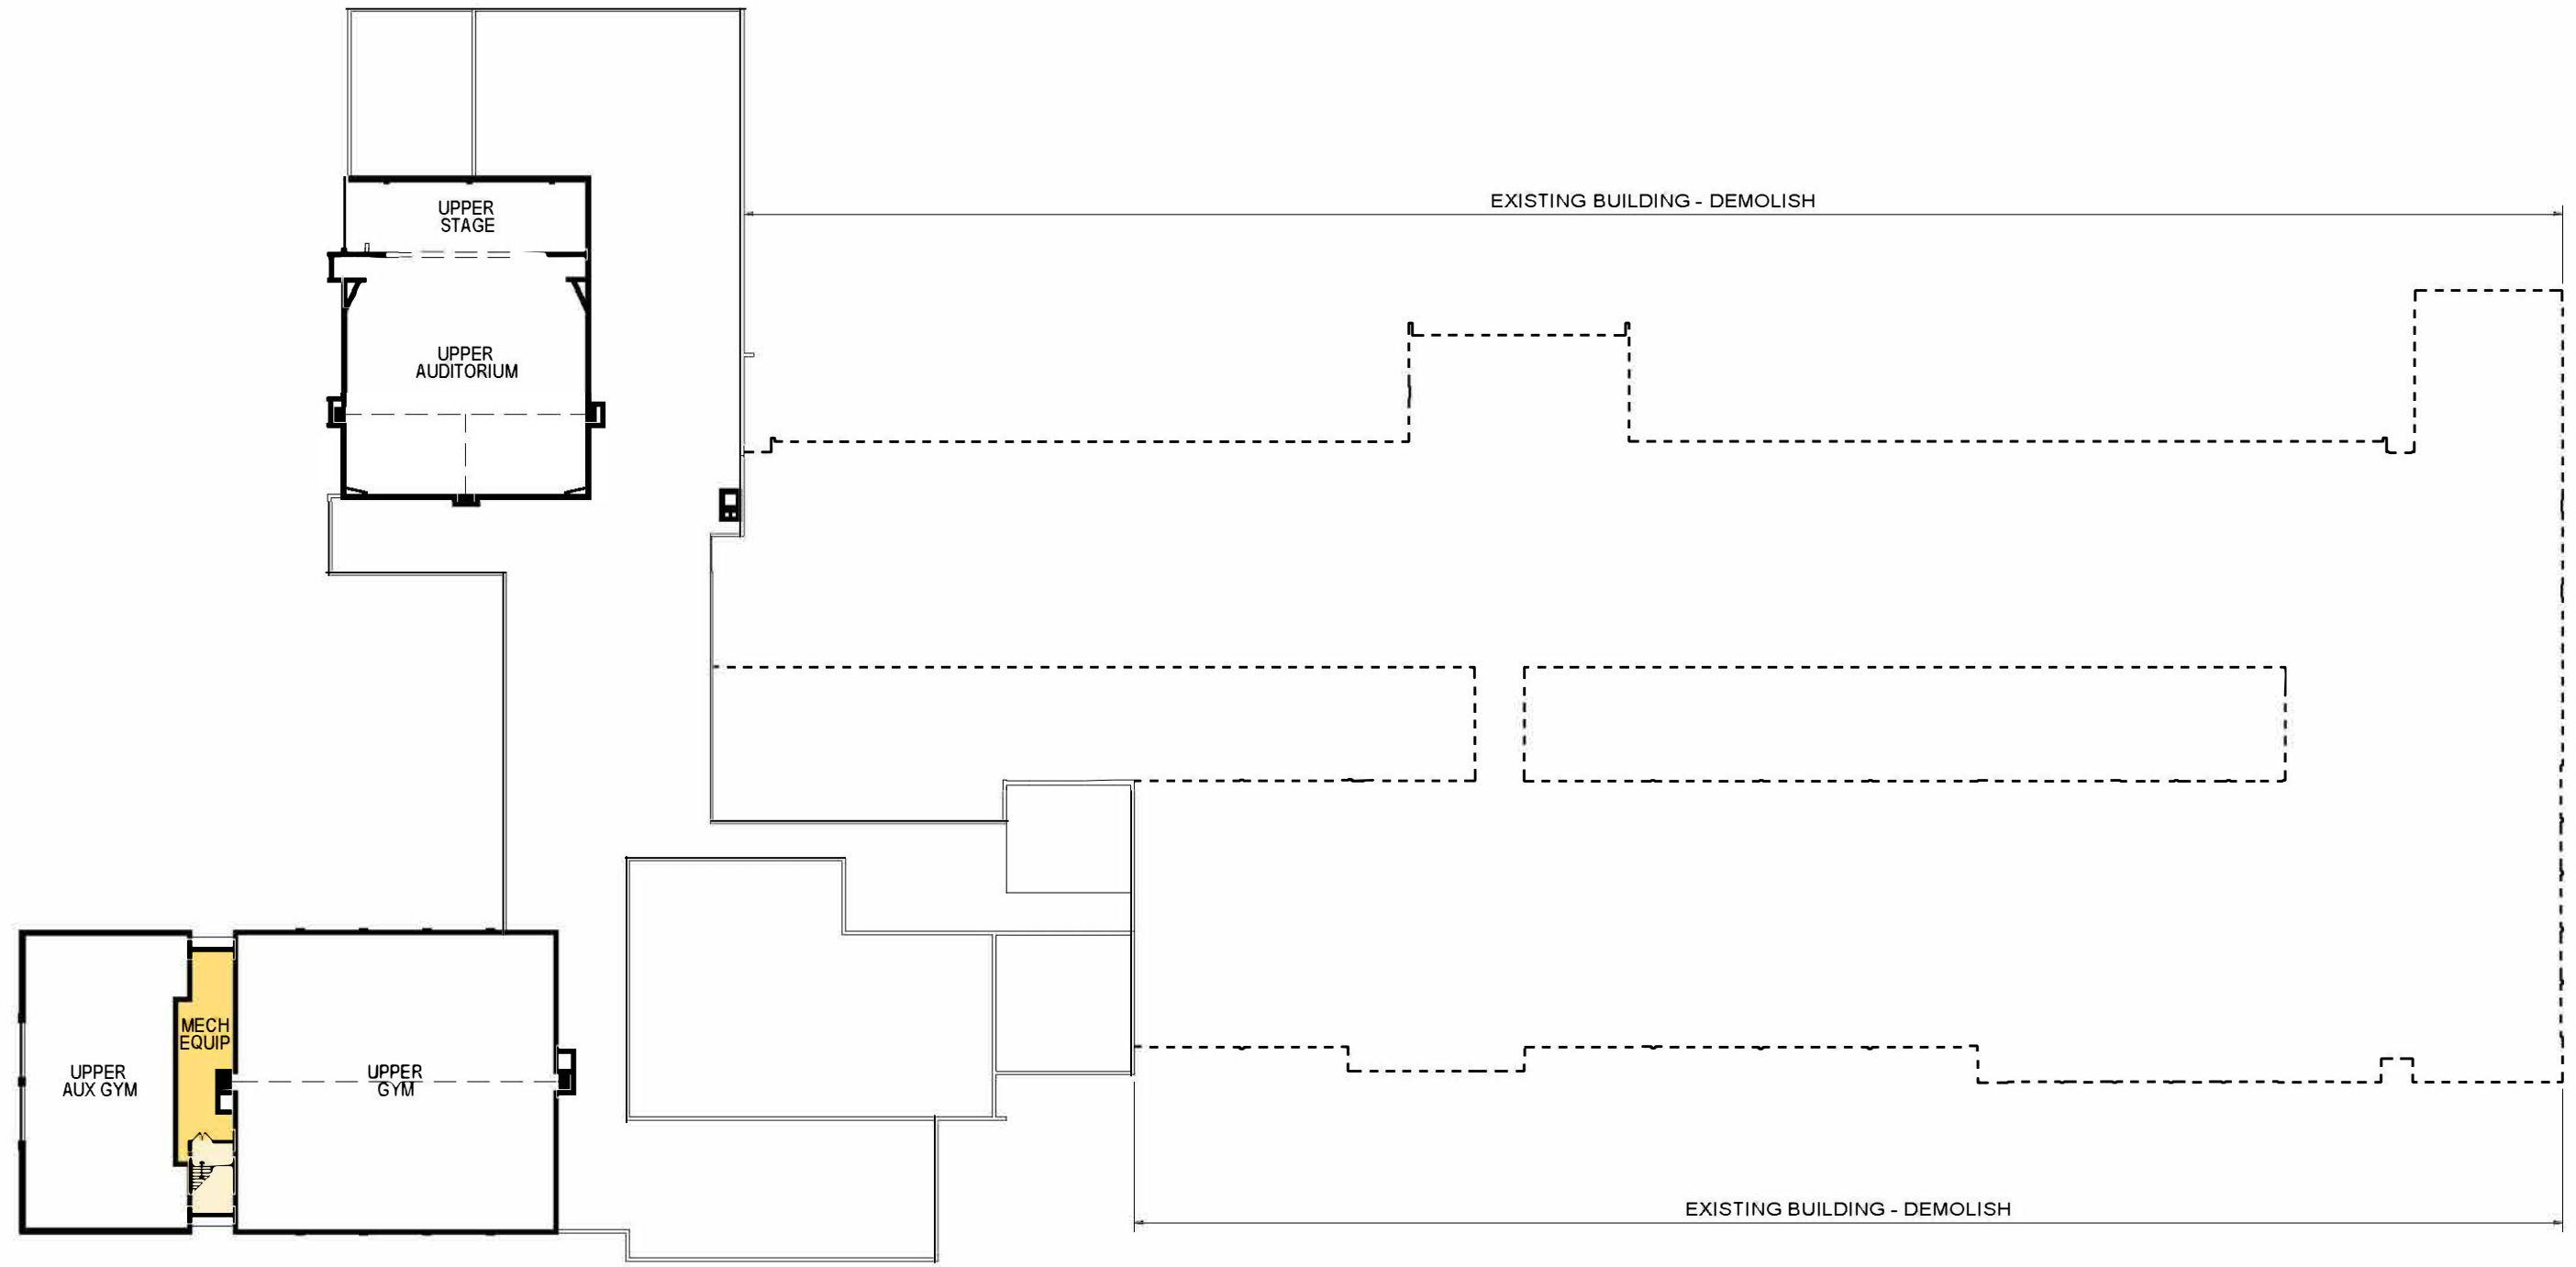 UPPER
STAGE
EXISTING BUILDING - DEMOLISH
UPPER
AUDITORIUM
MECH
EQUIP
UPPER
AUX GYM
UPPER
GYM
EXISTING BUILDING - DEMOLISH